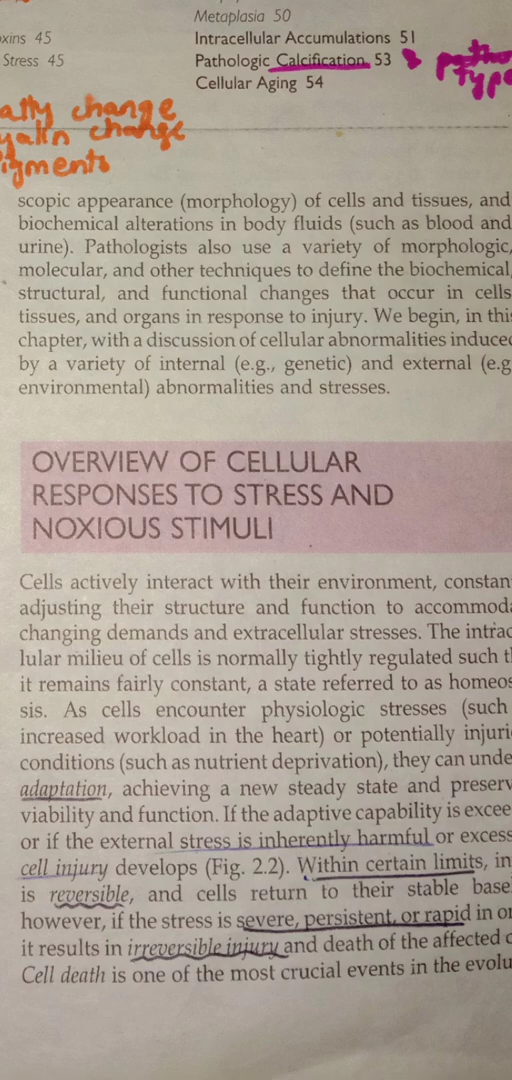 Metaplasia 50
xins 45
Intracellular Accumulations 51
Stress 45
Pathologic Calcification 53
Cellular Aging 54
atty change
yalin change
igments
scopic appearance (morphology) of cells and tissues, and
biochemical alterations in body fluids (such as blood and
urine). Pathologists also use a variety of morphologic,
molecular, and other techniques to define the biochemical,
structural, and functional changes that occur in cells
tissues, and organs in response to injury. We begin, in this
chapter, with a discussion of cellular abnormalities induced
by a variety of internal (e.g., genetic) and external (e.g
environmental) abnormalities and stresses.
OVERVIEW OF CELLULAR
RESPONSES TO STRESS AND
NOXIOUS STIMULI
Cells actively interact with their environment, constan
adjusting their structure and function to accommoda
changing demands and extracellular stresses. The intrac
lular milieu of cells is normally tightly regulated such th
it remains fairly constant, a state referred to as homeos
sis. As cells encounter physiologic stresses (such
increased workload in the heart) or potentially injuri
conditions (such as nutrient deprivation), they can unde
adaptation, achieving a new steady state and preserv
viability and function. If the adaptive capability is excee
or if the external stress is inherently harmful or excess
cell injury develops (Fig. 2.2). Within certain limits, in
is reversible, and cells return to their stable base
however, if the stress is severe, persistent, or rapid in on
it results in irreversible injury and death of the affected c
Cell death is one of the most crucial events in the evolu